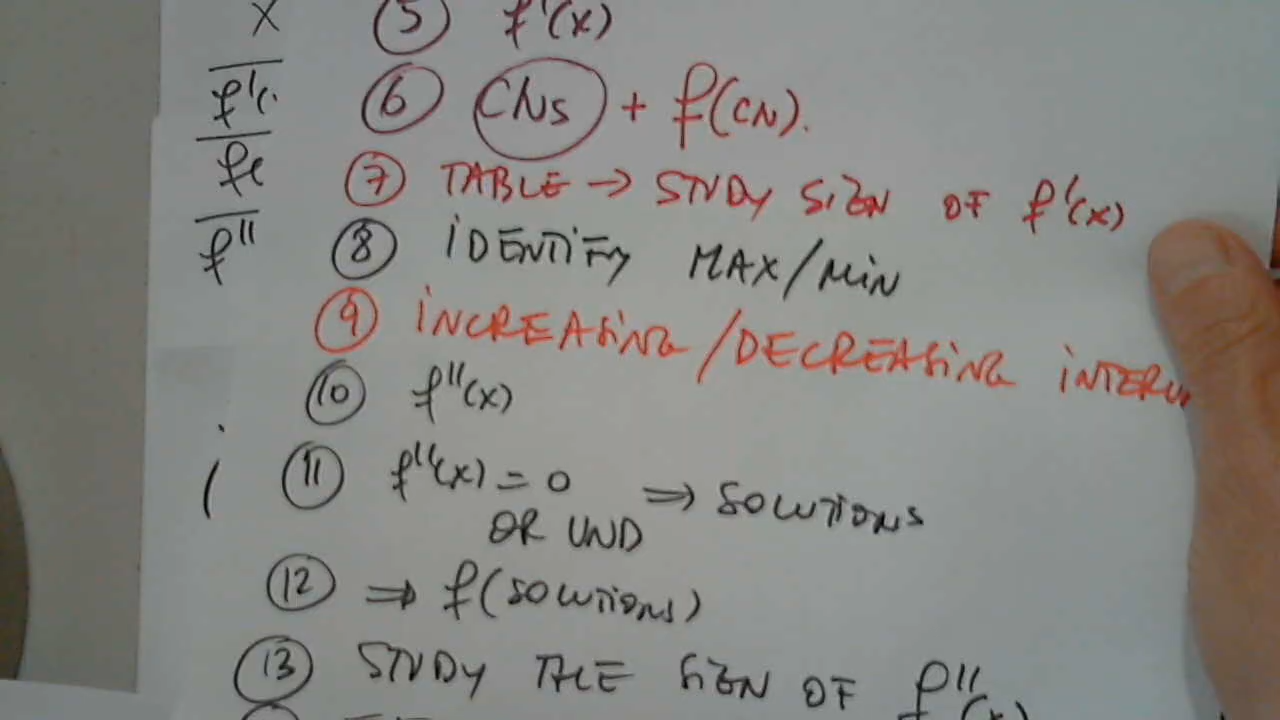 x
f'(
f(
f''
i
5 f'(x)
6 CNs + f(CN).
7 TABLE → STUDY SIGN OF f'(x)
8 IDENTIFY MAX/MIN
9 INCREASING/DECREASING
10 f''(x)
11 f''(x) = 0 ⇒ SOLUTIONS
OR UND
12 ⇒ f(SOLUTIONS)
13 STUDY THE SIGN OF f''(x)